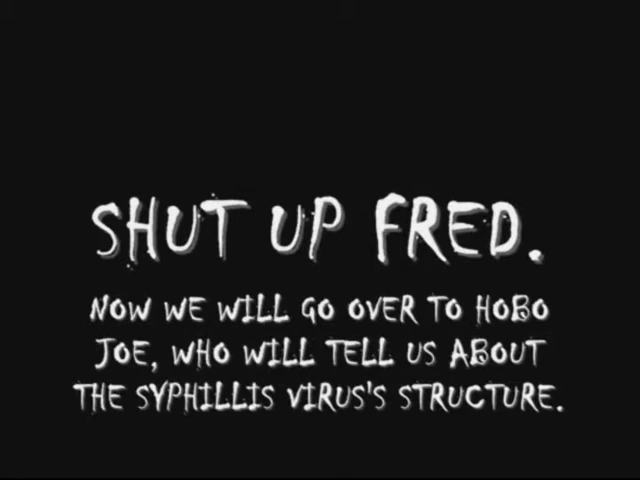 SHUT UP FRED.
NOW WE WILL GO OVER TO HOBO
JOE, WHO WILL TELL US ABOUT
THE SYPHILLIS VIRUS'S STRUCTURE.